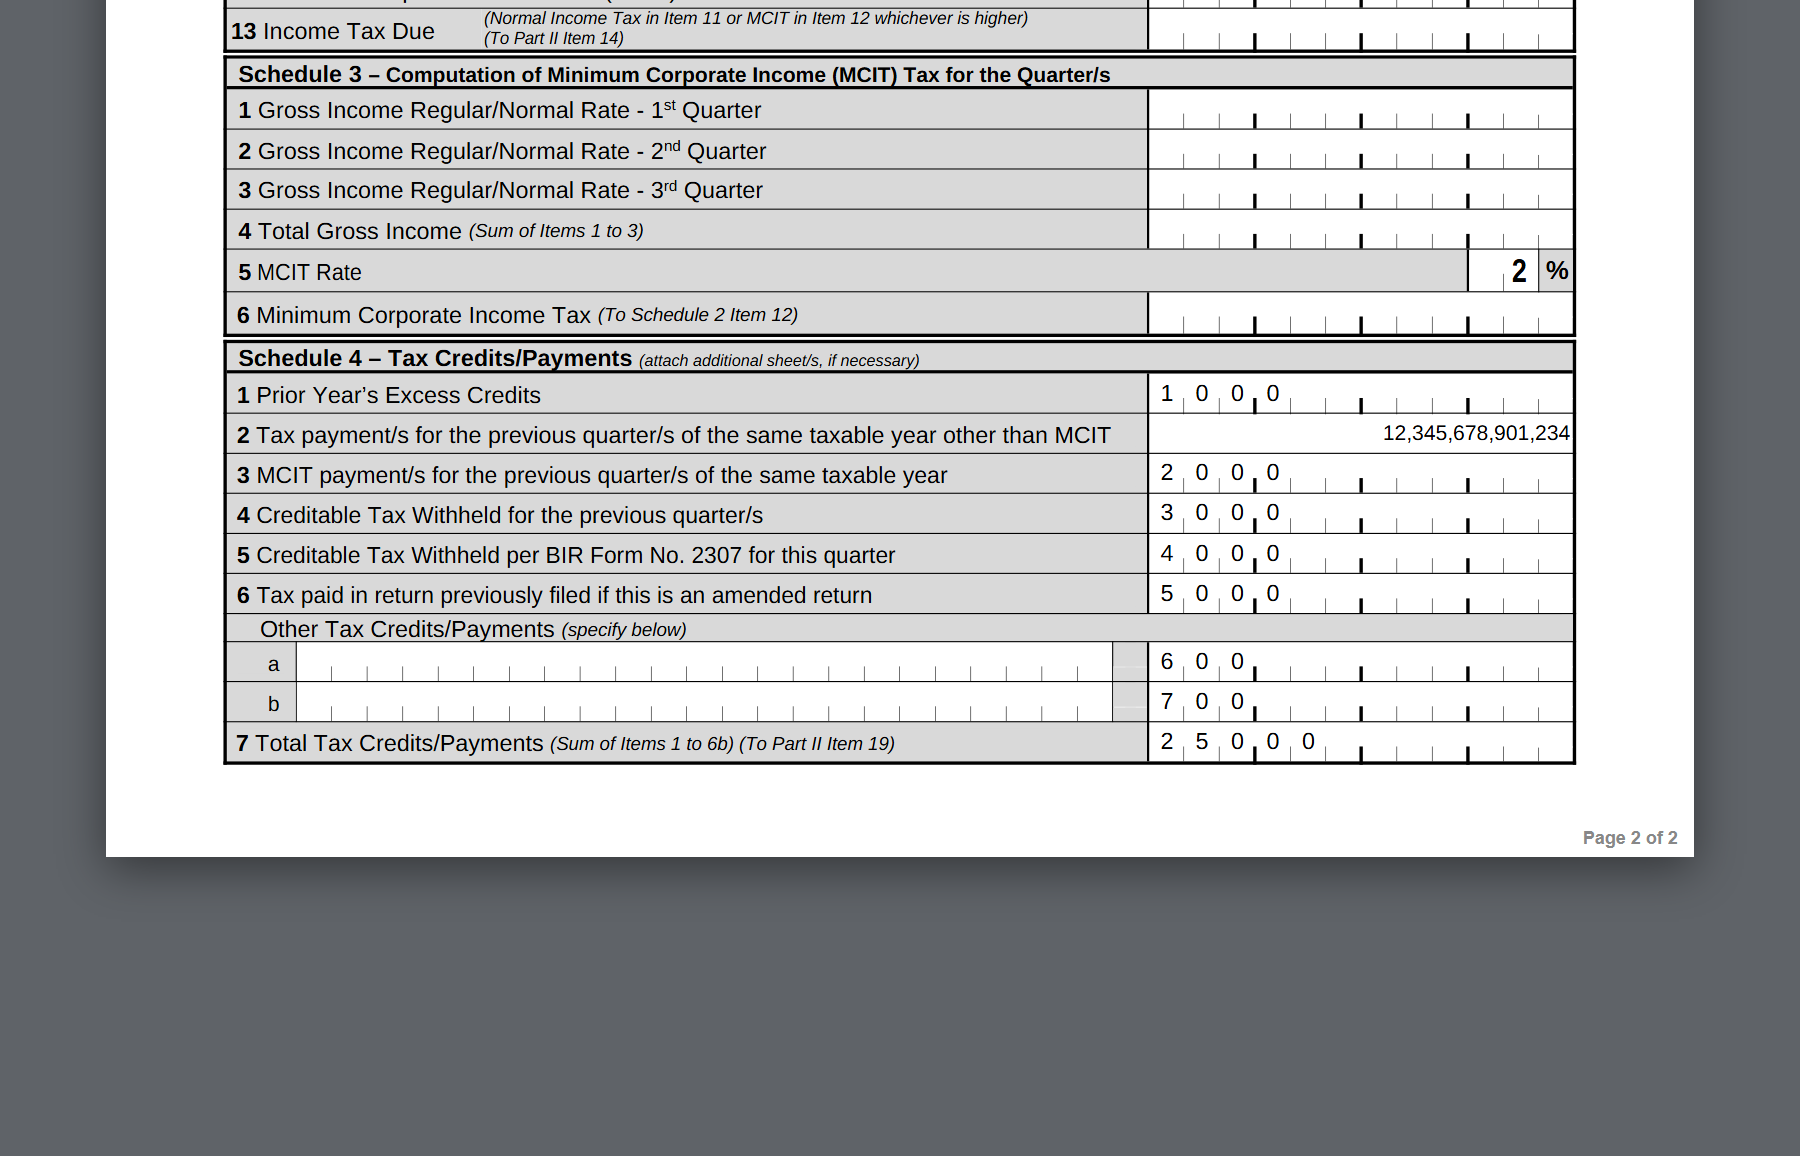 13 Income Tax Due (Normal Income Tax in Item 11 or MCIT in Item 12 whichever is higher)
(To Part II Item 14)
Schedule 3 – Computation of Minimum Corporate Income (MCIT) Tax for the Quarter/s
1 Gross Income Regular/Normal Rate - 1st Quarter
2 Gross Income Regular/Normal Rate - 2nd Quarter
3 Gross Income Regular/Normal Rate - 3rd Quarter
4 Total Gross Income (Sum of Items 1 to 3)
5 MCIT Rate 2 %
6 Minimum Corporate Income Tax (To Schedule 2 Item 12)
Schedule 4 – Tax Credits/Payments (attach additional sheet/s, if necessary)
1 Prior Year’s Excess Credits 1 0 0 0
2 Tax payment/s for the previous quarter/s of the same taxable year other than MCIT 12,345,678,901,234
3 MCIT payment/s for the previous quarter/s of the same taxable year 2 0 0 0
4 Creditable Tax Withheld for the previous quarter/s 3 0 0 0
5 Creditable Tax Withheld per BIR Form No. 2307 for this quarter 4 0 0 0
6 Tax paid in return previously filed if this is an amended return 5 0 0 0
Other Tax Credits/Payments (specify below)
a 6 0 0
b 7 0 0
7 Total Tax Credits/Payments (Sum of Items 1 to 6b) (To Part II Item 19) 2 5 0 0 0
Page 2 of 2